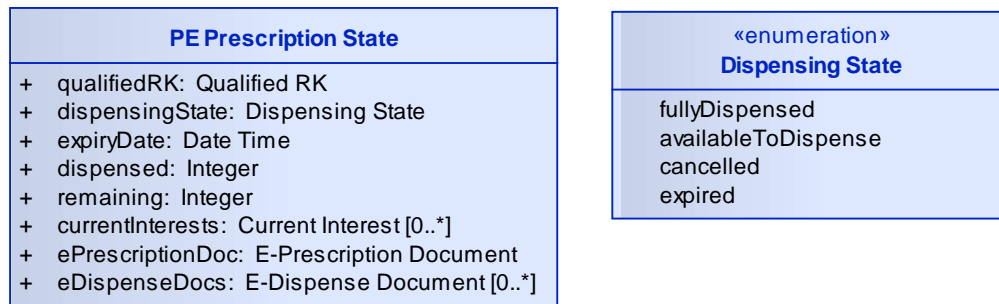 PE Prescription State
+ qualifiedRK: Qualified RK
+ dispensingState: Dispensing State
+ expiryDate: Date Time
+ dispensed: Integer
+ remaining: Integer
+ currentInterests: Current Interest [0..*]
+ ePrescriptionDoc: E-Prescription Document
+ eDispenseDocs: E-Dispense Document [0..*]
«enumeration»
Dispensing State
fullyDispensed
availableToDispense
cancelled
expired